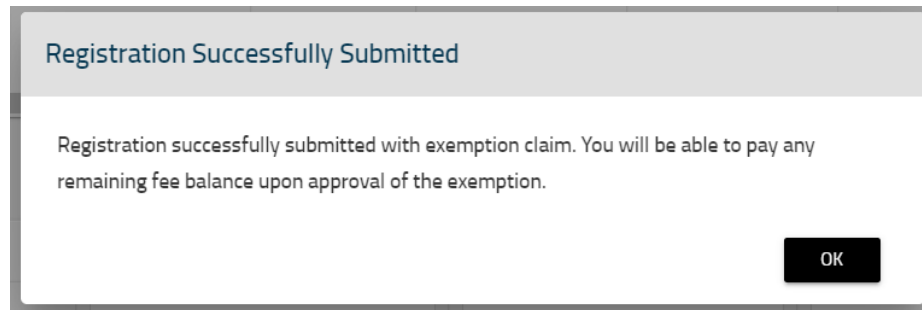 Registration Successfully Submitted
Registration successfully submitted with exemption claim. You will be able to pay any
remaining fee balance upon approval of the exemption.
OK